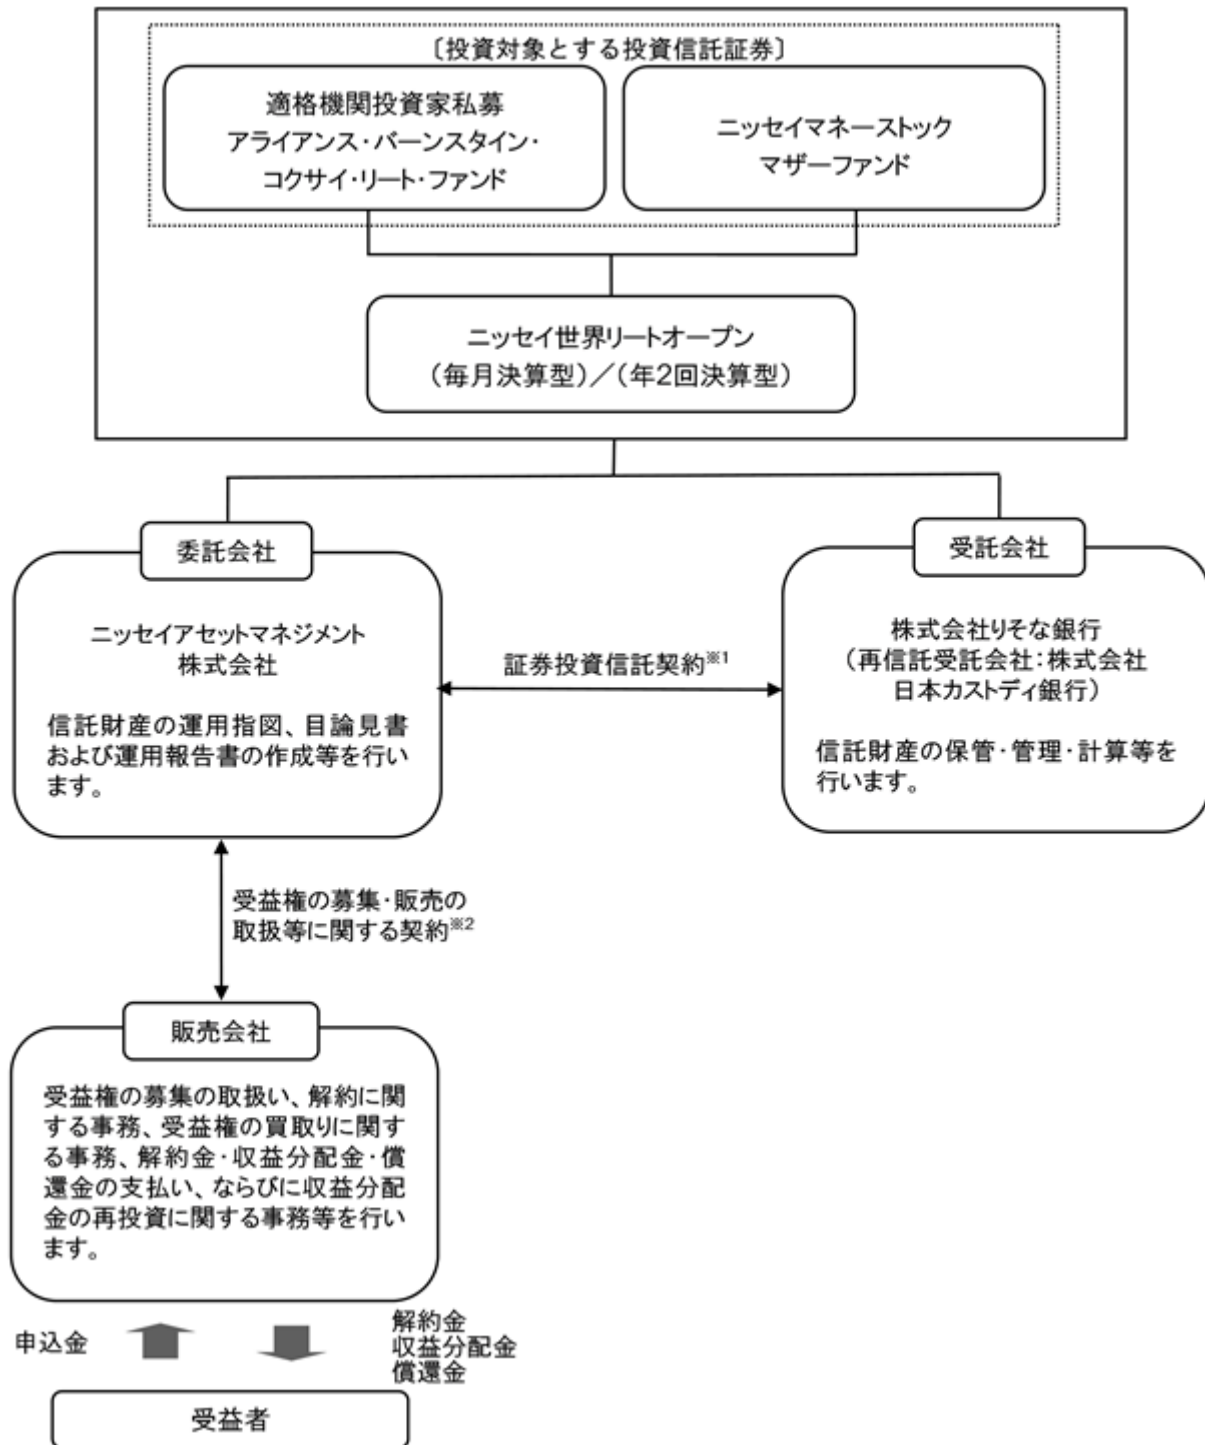 〔投資対象とする投資信託証券〕
適格機関投資家私募
アライアンス・バーンスタイン・
コクサイ・リート・ファンド
ニッセイマネーストック
マザーファンド
ニッセイ世界リートオープン
（毎月決算型）／（年2回決算型）
委託会社
ニッセイアセットマネジメント
株式会社
信託財産の運用指図、目論見書
および運用報告書の作成等を行い
ます。
証券投資信託契約※1
受託会社
株式会社りそな銀行
（再信託受託会社：株式会社
日本カストディ銀行）
信託財産の保管・管理・計算等を
行います。
受益権の募集・販売の
取扱等に関する契約※2
販売会社
受益権の募集の取扱い、解約に関
する事務、受益権の買取りに関す
る事務、解約金・収益分配金・償
還金の支払い、ならびに収益分配
金の再投資に関する事務等を行い
ます。
申込金
解約金
収益分配金
償還金
受益者